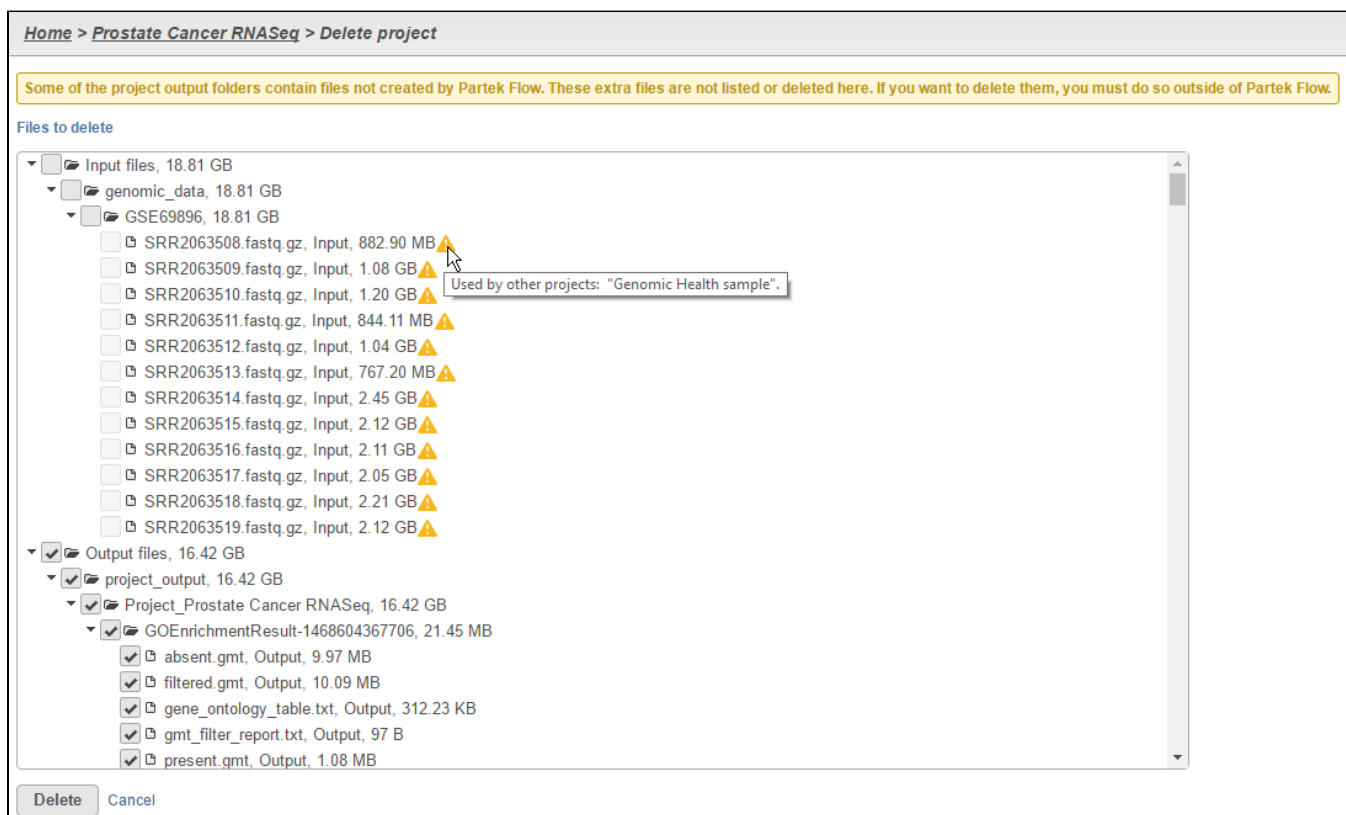 Home > Prostate Cancer RNASeq > Delete project
Some of the project output folders contain files not created by Partek Flow. These extra files are not listed or deleted here. If you want to delete them, you must do so outside of Partek Flow.
Files to delete
Input files, 18.81 GB
genomic_data, 18.81 GB
GSE69896, 18.81 GB
SRR2063508.fastq.gz, Input, 882.90 MB
SRR2063509.fastq.gz, Input, 1.08 GB
Used by other projects: "Genomic Health sample".
SRR2063510.fastq.gz, Input, 1.20 GB
SRR2063511.fastq.gz, Input, 844.11 MB
SRR2063512.fastq.gz, Input, 1.04 GB
SRR2063513.fastq.gz, Input, 767.20 MB
SRR2063514.fastq.gz, Input, 2.45 GB
SRR2063515.fastq.gz, Input, 2.12 GB
SRR2063516.fastq.gz, Input, 2.11 GB
SRR2063517.fastq.gz, Input, 2.05 GB
SRR2063518.fastq.gz, Input, 2.21 GB
SRR2063519.fastq.gz, Input, 2.12 GB
Output files, 16.42 GB
project_output, 16.42 GB
Project_Prostate Cancer RNASeq, 16.42 GB
GOEnrichmentResult-1468604367706, 21.45 MB
absent.gmt, Output, 9.97 MB
filtered.gmt, Output, 10.09 MB
gene_ontology_table.txt, Output, 312.23 KB
gmt_filter_report.txt, Output, 97 B
present.gmt, Output, 1.08 MB
Delete Cancel